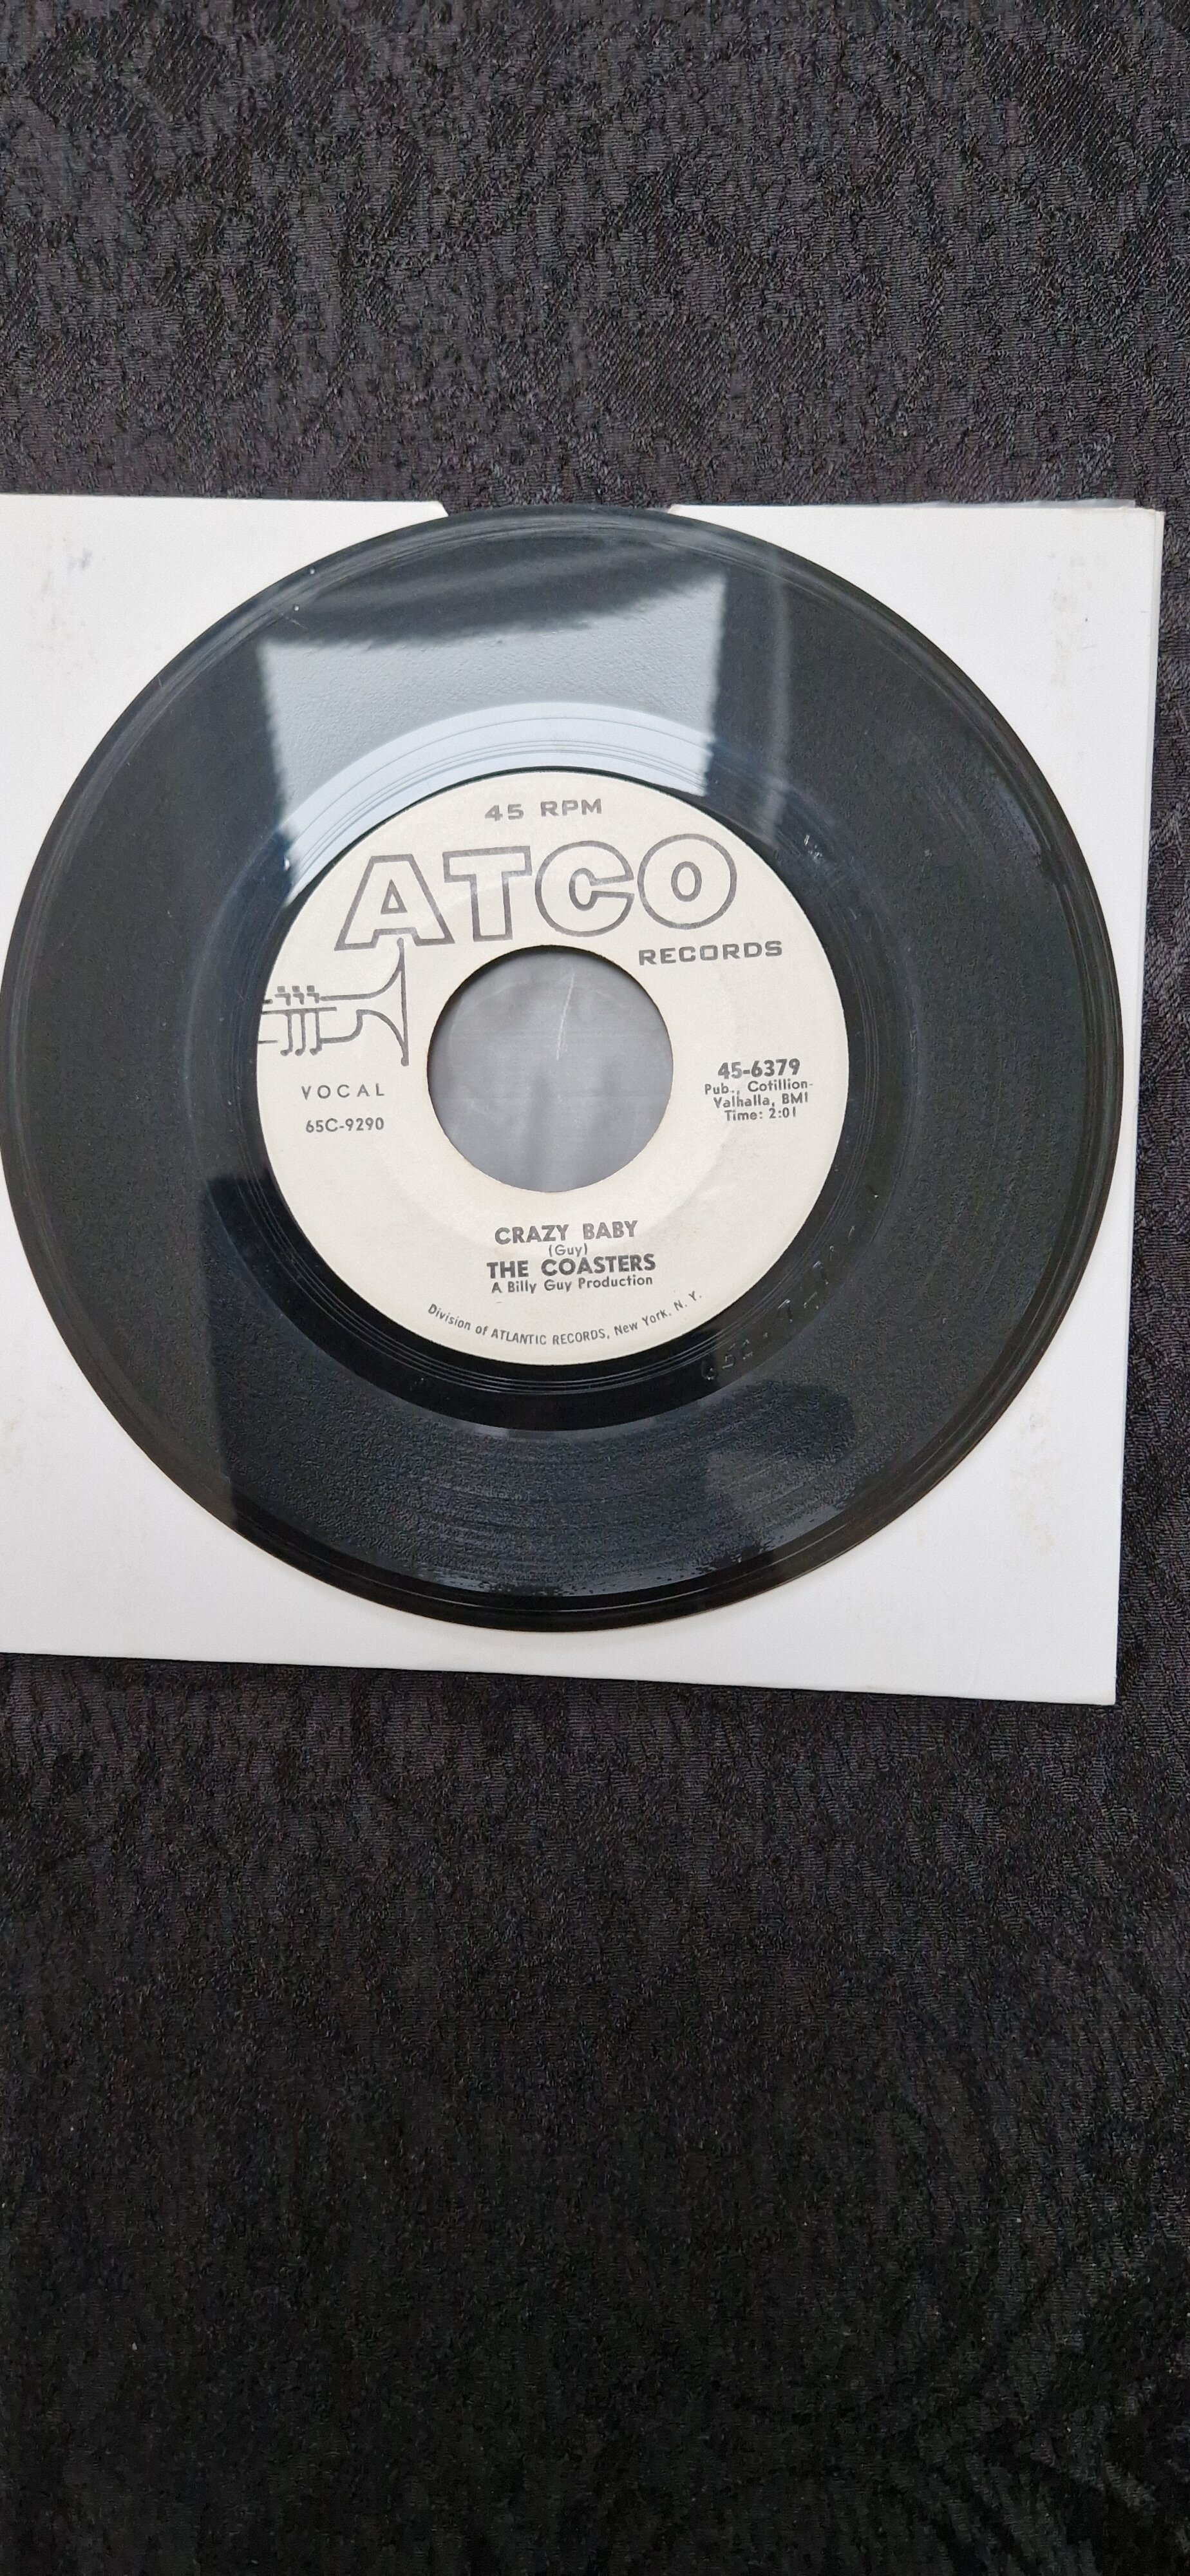 45 RPM
ATCO
RECORDS
VOCAL
65C-9290
45-6379
Pub., Cotillion-
Valhalla, BMI
Time: 2:01
CRAZY BABY
(Guy)
THE COASTERS
A Billy Guy Production
Division of ATLANTIC RECORDS, New York, N. Y.